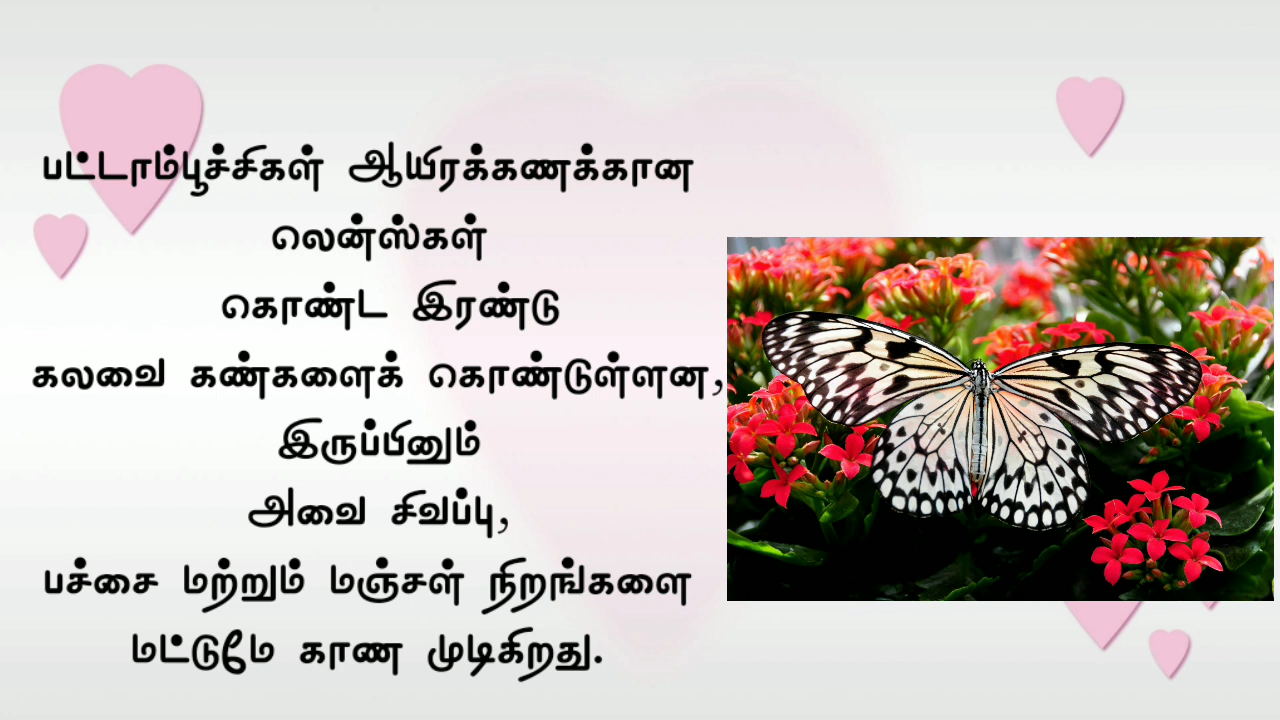 பட்டாம்பூச்சிகள் ஆயிரக்கணக்கான
லென்ஸ்கள்
கொண்ட இரண்டு
கலவை கண்களைக் கொண்டுள்ளன,
இருப்பினும்
அவை சிவப்பு,
பச்சை மற்றும் மஞ்சள் நிறங்களை
மட்டுமே காண முடிகிறது.